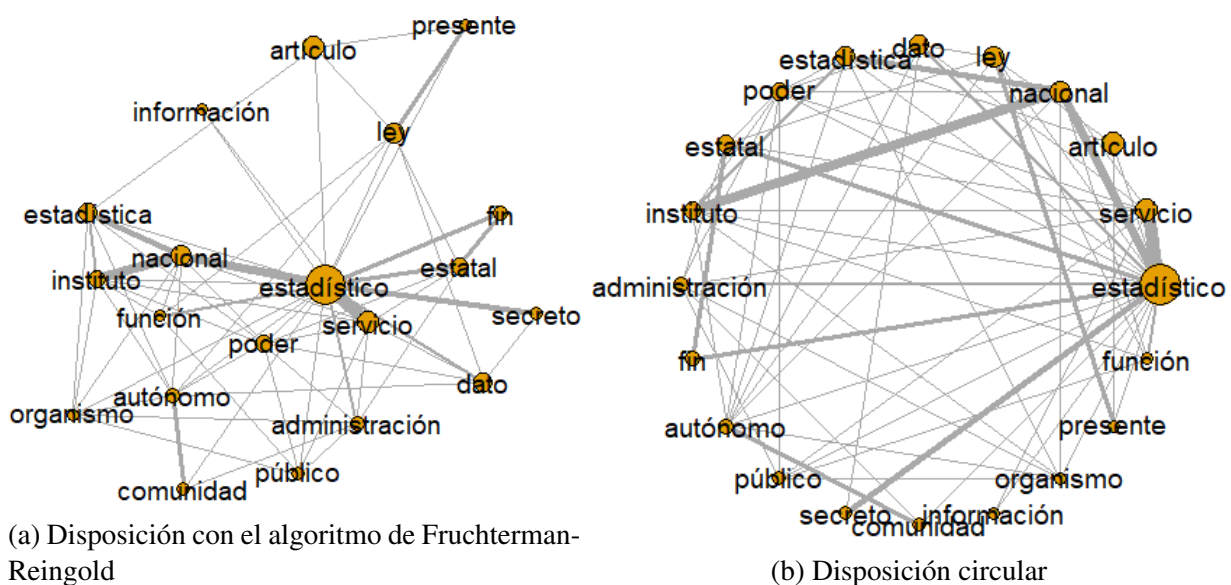 presente
artículo
información
ley
estadística
fin
nacional
estatal
instituto
estadístico
función
servicio
secreto
poder
dato
autónomo
organismo
administración
público
comunidad
(a) Disposición con el algoritmo de Fruchterman-
Reingold
dato
estadística
ley
poder
nacional
estatal
artículo
instituto
servicio
administración
estadístico
fin
función
autónomo
presente
público
organismo
secreto
información
comunidad
(b) Disposición circular